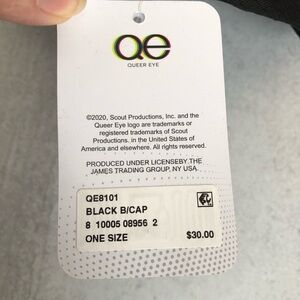 qe
QUEER EYE
©2020, Scout Productions, Inc. and the
Queer Eye logo are trademarks or
registered trademarks of Scout
Productions. in the United States of
America and elsewhere. All rights reserved.
PRODUCED UNDER LICENSEBY THE
JAMES TRADING GROUP, NY USA
QE8101
BLACK B/CAP
8 10005 08956 2
ONE SIZE $30.00